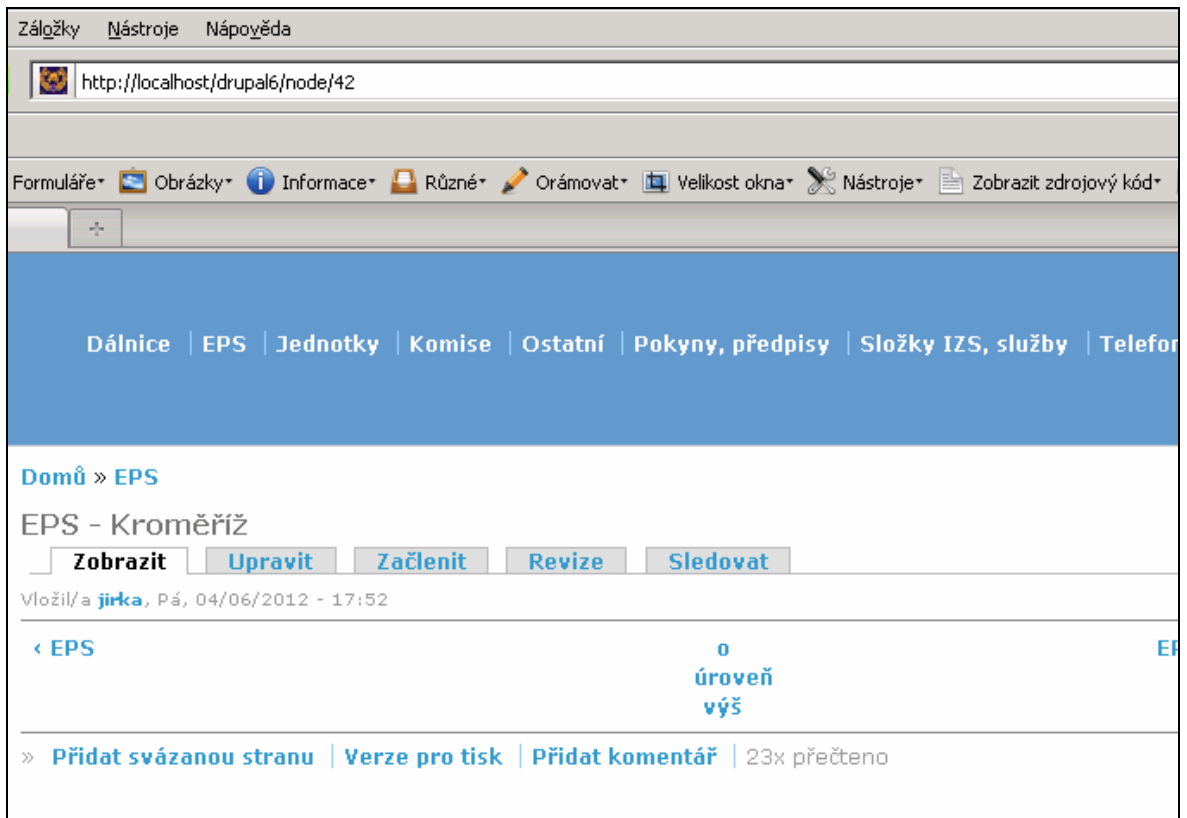 Záložky Nástroje Nápověda
http://localhost/drupal6/node/42
Formuláře Obrázky Informace Různé Orámovat Velikost okna Nástroje Zobrazit zdrojový kód
Dálnice EPS Jednotky Komise Ostatní Pokyny, předpisy Složky IZS, služby
Domů » EPS
EPS - Kroměříž
Zobrazit Upravit Začlenit Revize Sledovat
Vložil/a jirka, Pá, 04/06/2012 - 17:52
‹ EPS o
úroveň
výš
» Přidat svázanou stranu Verze pro tisk Přidat komentář 23x přečteno